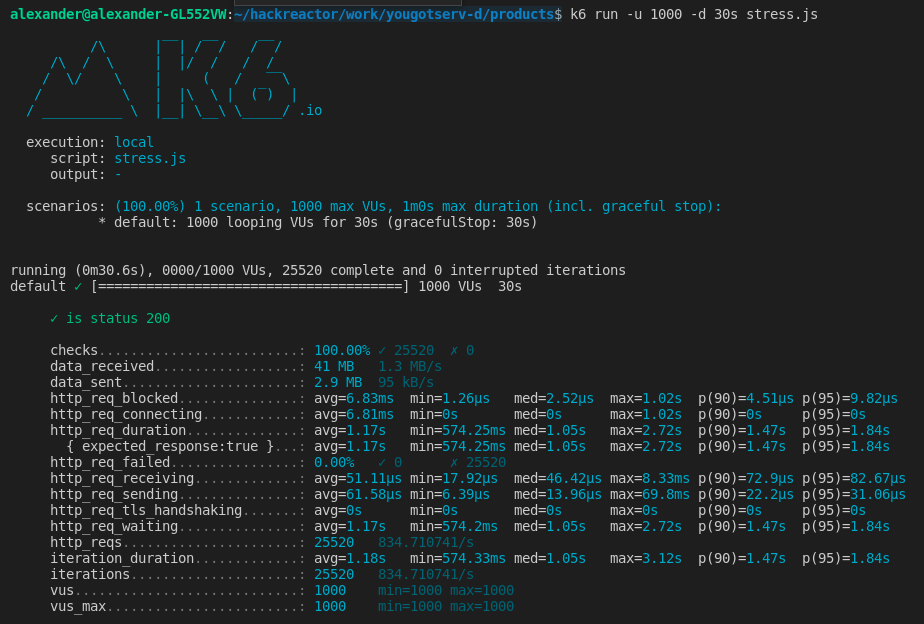 alexander@alexander-GL552VW:~/hackreactor/work/yougotserv-d/products$ k6 run -u 1000 -d 30s stress.js
          /\      |‾‾| /‾‾/   /‾‾/
     /\  /  \     |  |/  /   /  /
    /  \/    \    |     (   /   ‾‾\
   /          \   |  |\  \ |  (‾)  |
  / __________ \  |__| \__\ \_____/ .io
  execution: local
     script: stress.js
     output: -
  scenarios: (100.00%) 1 scenario, 1000 max VUs, 1m0s max duration (incl. graceful stop):
           * default: 1000 looping VUs for 30s (gracefulStop: 30s)
running (0m30.6s), 0000/1000 VUs, 25520 complete and 0 interrupted iterations
default ✓ [======================================] 1000 VUs  30s
     ✓ is status 200
     checks.........................: 100.00% ✓ 25520  ✗ 0
     data_received..................: 41 MB   1.3 MB/s
     data_sent......................: 2.9 MB  95 kB/s
     http_req_blocked...............: avg=6.83ms  min=1.26µs   med=2.52µs  max=1.02s  p(90)=4.51µs p(95)=9.82µs
     http_req_connecting............: avg=6.81ms  min=0s       med=0s      max=1.02s  p(90)=0s     p(95)=0s
     http_req_duration..............: avg=1.17s   min=574.25ms med=1.05s   max=2.72s  p(90)=1.47s  p(95)=1.84s
       { expected_response:true }...: avg=1.17s   min=574.25ms med=1.05s   max=2.72s  p(90)=1.47s  p(95)=1.84s
     http_req_failed................: 0.00%   ✓ 0      ✗ 25520
     http_req_receiving.............: avg=51.11µs min=17.92µs  med=46.42µs max=8.33ms p(90)=72.9µs p(95)=82.67µs
     http_req_sending...............: avg=61.58µs min=6.39µs   med=13.96µs max=69.8ms p(90)=22.2µs p(95)=31.06µs
     http_req_tls_handshaking.......: avg=0s      min=0s       med=0s      max=0s     p(90)=0s     p(95)=0s
     http_req_waiting...............: avg=1.17s   min=574.2ms  med=1.05s   max=2.72s  p(90)=1.47s  p(95)=1.84s
     http_reqs......................: 25520   834.710741/s
     iteration_duration.............: avg=1.18s   min=574.33ms med=1.05s   max=3.12s  p(90)=1.47s  p(95)=1.84s
     iterations.....................: 25520   834.710741/s
     vus............................: 1000    min=1000 max=1000
     vus_max........................: 1000    min=1000 max=1000